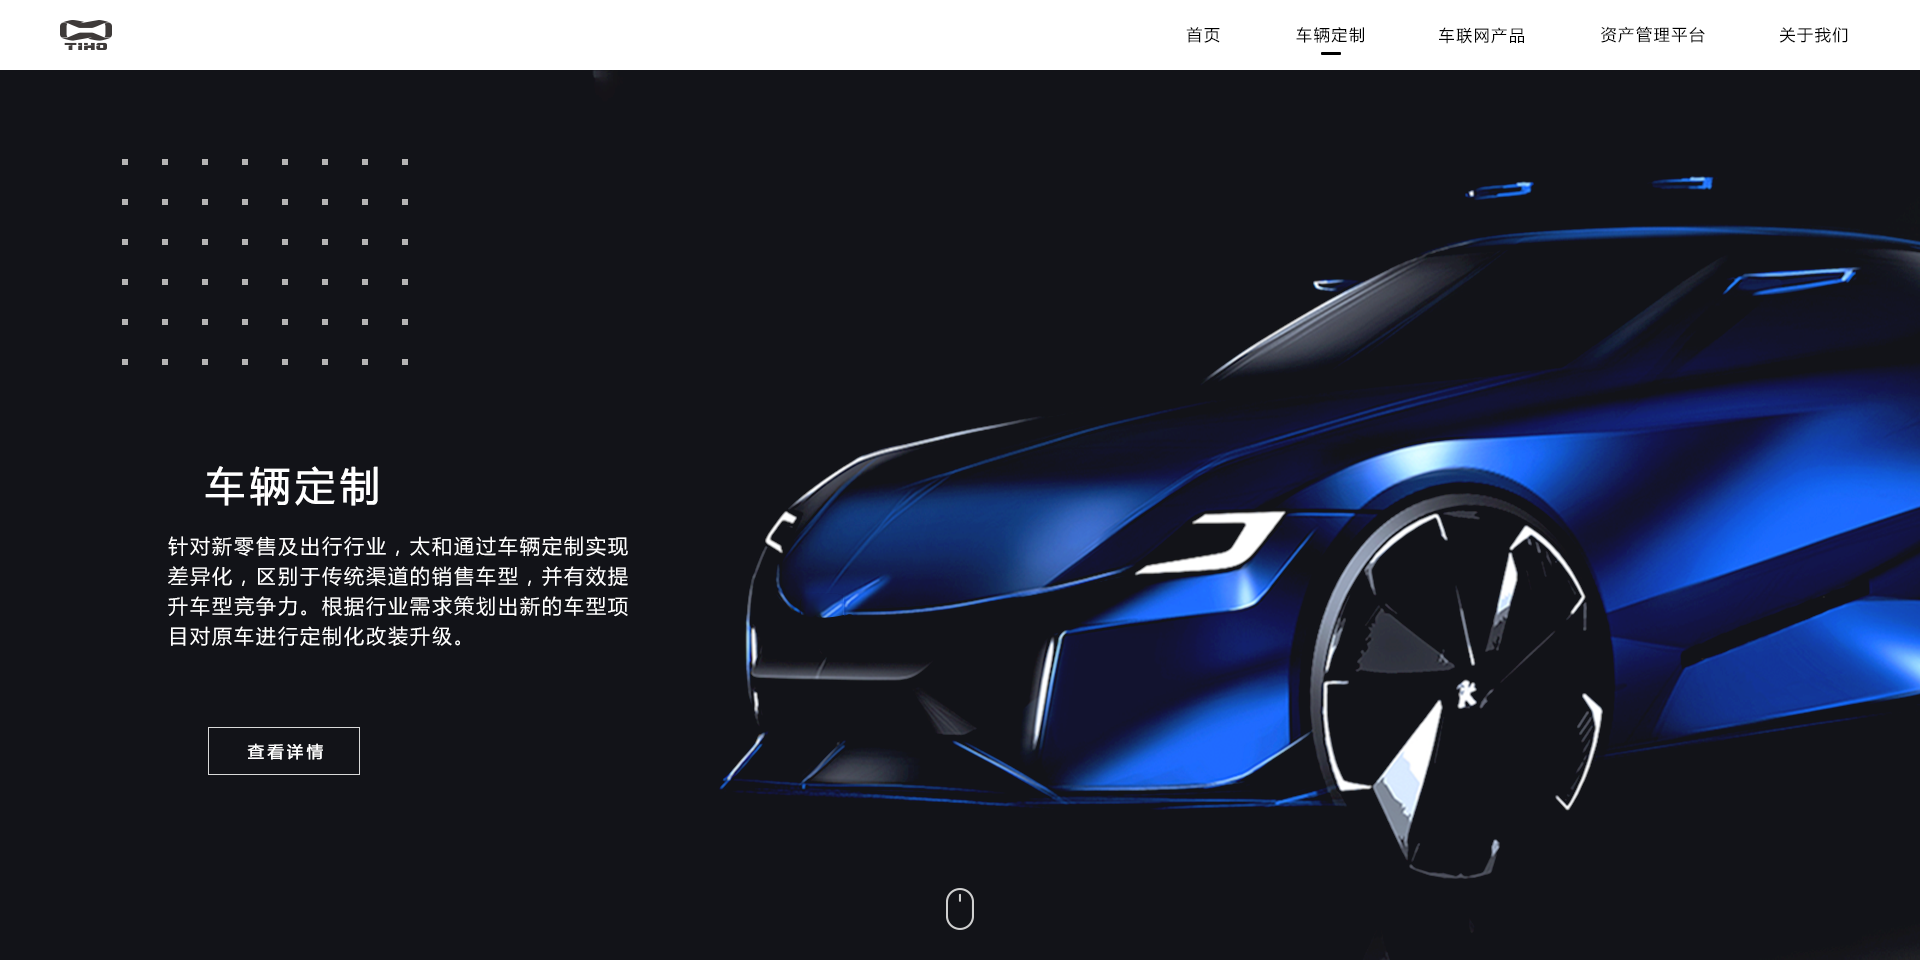 TIHO
首页
车辆定制
车联网产品
资产管理平台
关于我们
车辆定制
针对新零售及出行行业，太和通过车辆定制实现
差异化，区别于传统渠道的销售车型，并有效提
升车型竞争力。根据行业需求策划出新的车型项
目对原车进行定制化改装升级。
查看详情